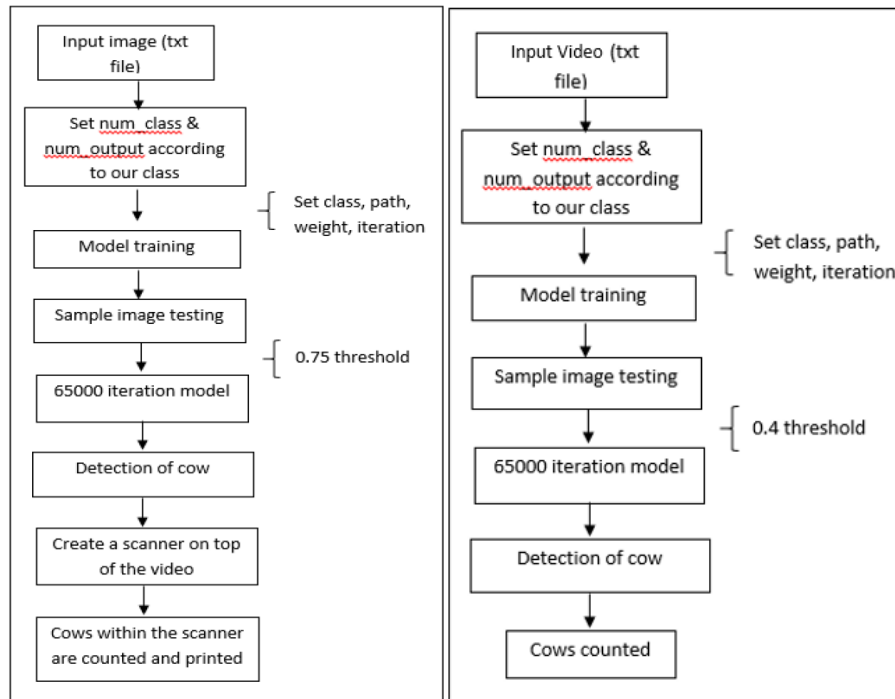 Input image (txt
file)
Set num_class &
num_output according
to our class
Set class, path,
weight, iteration
Model training
Sample image testing
0.75 threshold
65000 iteration model
Detection of cow
Create a scanner on top
of the video
Cows within the scanner
are counted and printed
Input Video (txt
file)
Set num_class &
num_output according
to our class
Set class, path,
weight, iteration
Model training
Sample image testing
0.4 threshold
65000 iteration model
Detection of cow
Cows counted